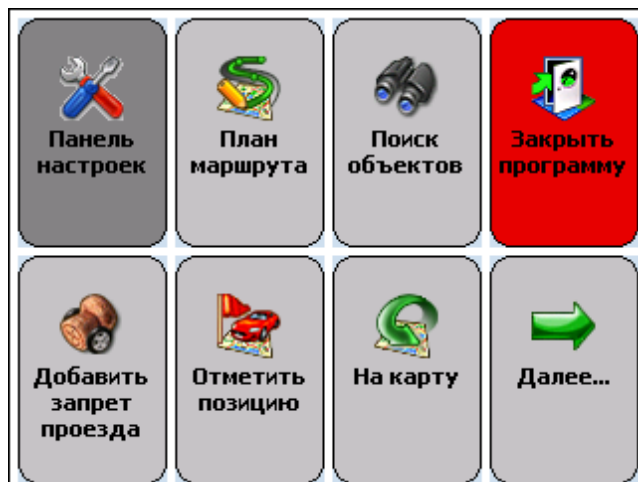 Панель
настроек
План
маршрута
Поиск
объектов
Закрыть
программу
Добавить
запрет
проезда
Отметить
позицию
На карту
Далее...